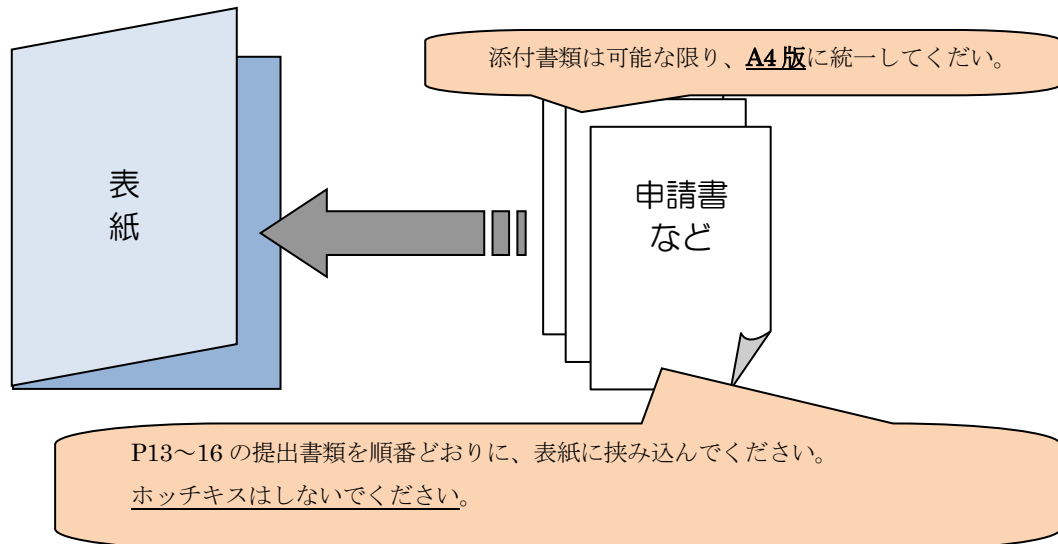 添付書類は可能な限り、A4版に統一してくだい。
表
紙
申請書
など
P13～16 の提出書類を順番どおりに、表紙に挟み込んでください。
ホッチキスはしないでください。